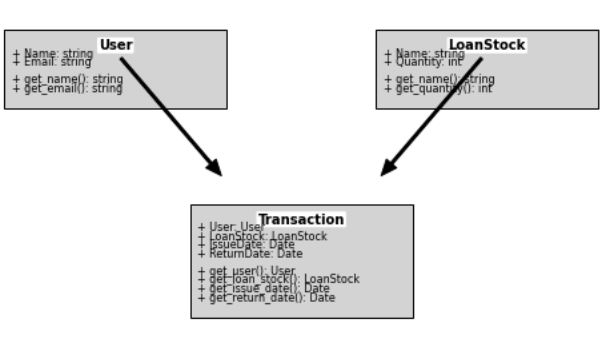 User
+ Name: string
+ Email: string
+ get_name(): string
+ get_email(): string
LoanStock
+ Name: string
+ Quantity: int
+ get_name(): string
+ get_quantity(): int
Transaction
+ User: User
+ LoanStock: LoanStock
+ IssueDate: Date
+ ReturnDate: Date
+ get_user(): User
+ get_loan_stock(): LoanStock
+ get_issue_date(): Date
+ get_return_date(): Date